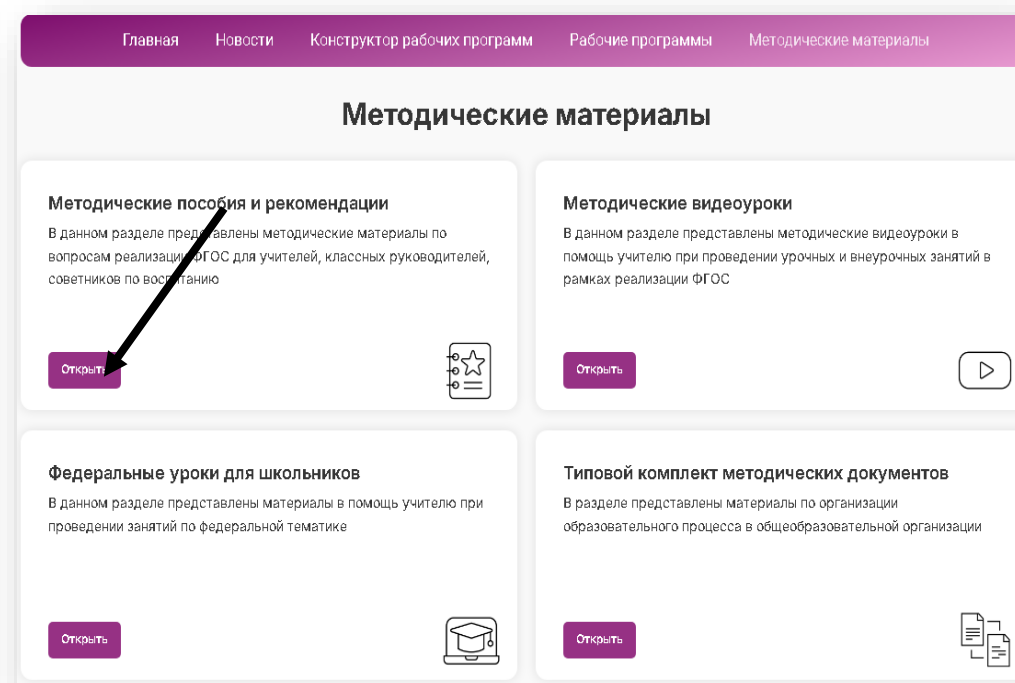 Главная Новости Конструктор рабочих программ Рабочие программы Методические материалы
Методические материалы
Методические пособия и рекомендации
В данном разделе представлены методические материалы по
вопросам реализации ФГОС для учителей, классных руководителей,
советников по воспитанию
Открыть
Методические видеоуроки
В данном разделе представлены методические видеоуроки в
помощь учителю при проведении урочных и внеурочных занятий в
рамках реализации ФГОС
Открыть
Федеральные уроки для школьников
В данном разделе представлены материалы в помощь учителю при
проведении занятий по федеральной тематике
Открыть
Типовой комплект методических документов
В разделе представлены материалы по организации
образовательного процесса в общеобразовательной организации
Открыть